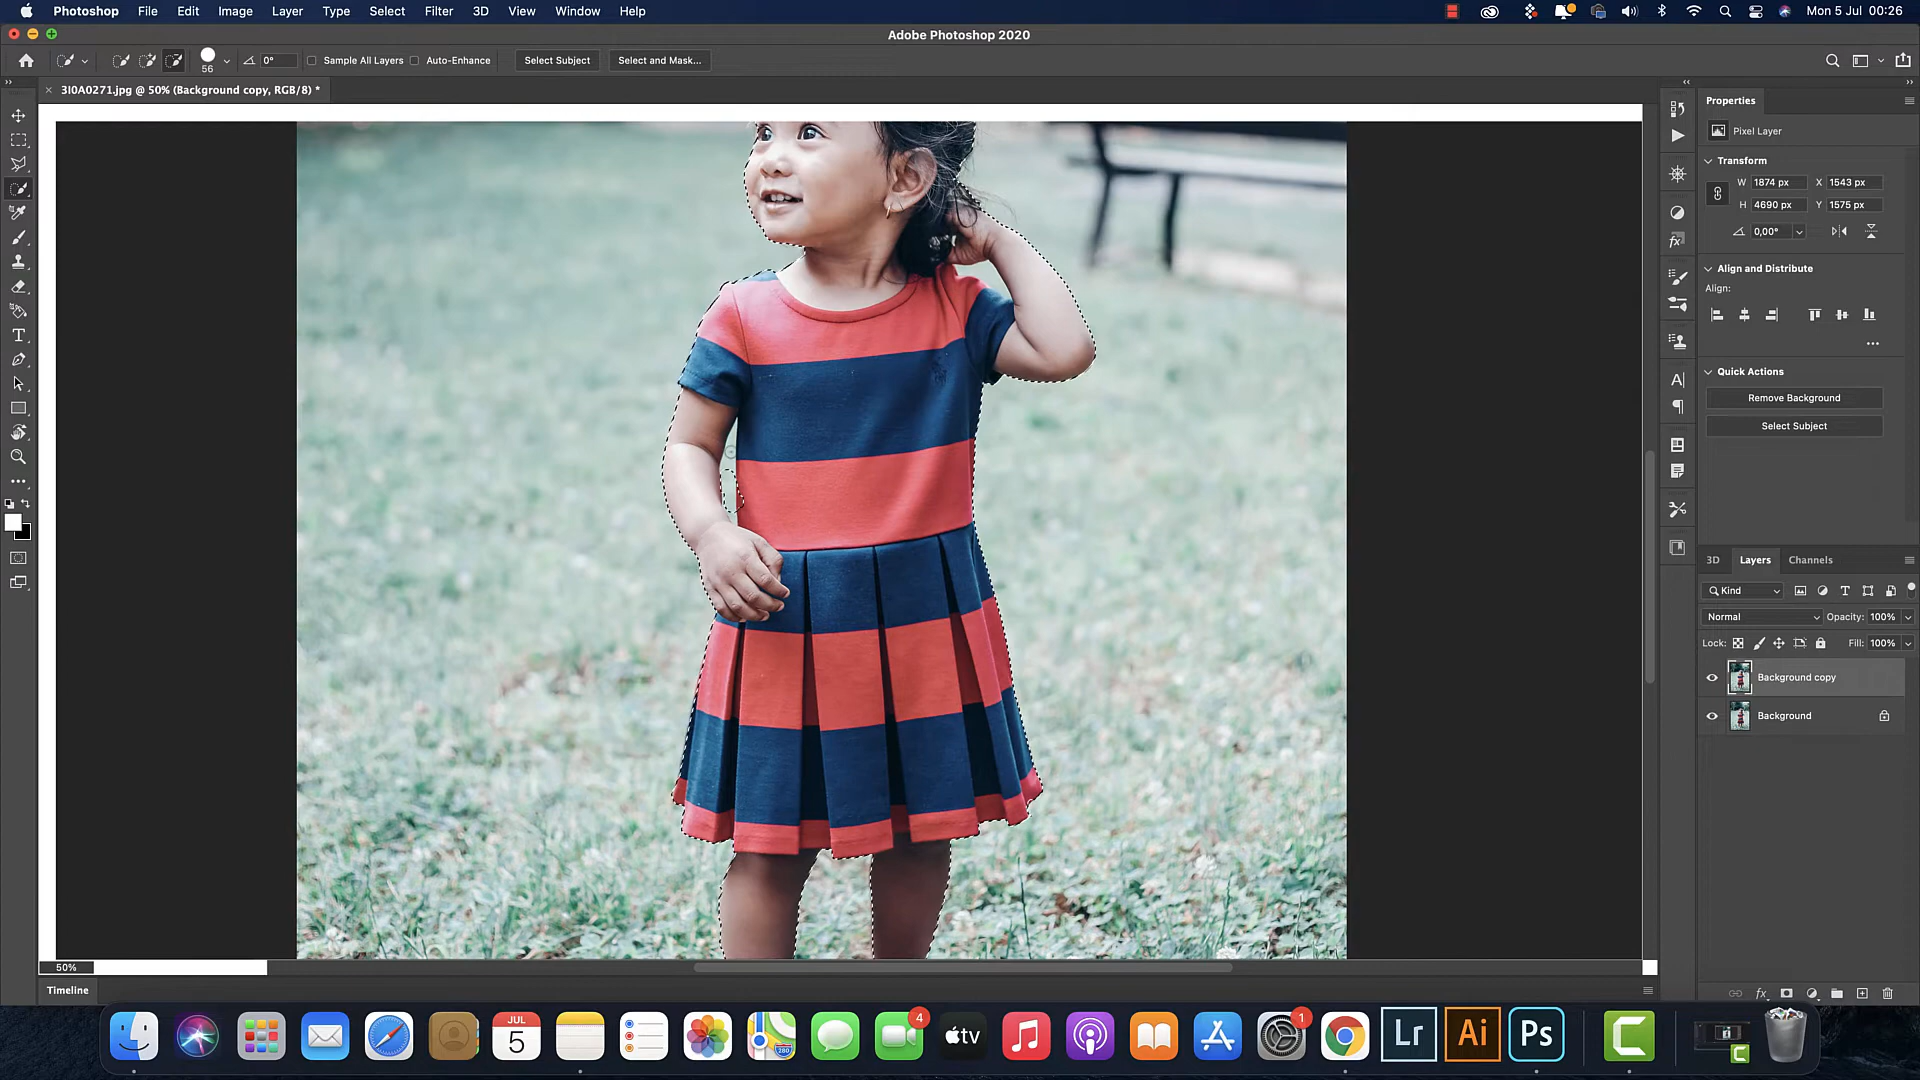 Photoshop File Edit Image Layer Type Select Filter 3D View Window Help Mon 5 Jul 00:26
Adobe Photoshop 2020
56 0° Sample All Layers Auto-Enhance Select Subject Select and Mask...
3I0A0271.jpg @ 50% (Background copy, RGB/8) *
Properties
Pixel Layer
Transform
W 1874 px X 1543 px
H 4690 px Y 1575 px
0,00°
Align and Distribute
Align:
Quick Actions
Remove Background
Select Subject
3D Layers Channels
Kind
Normal Opacity: 100%
Lock: Fill: 100%
Background copy
Background
50%
Timeline
JUL
5
280
4
tv
1
Lr
Ai
Ps